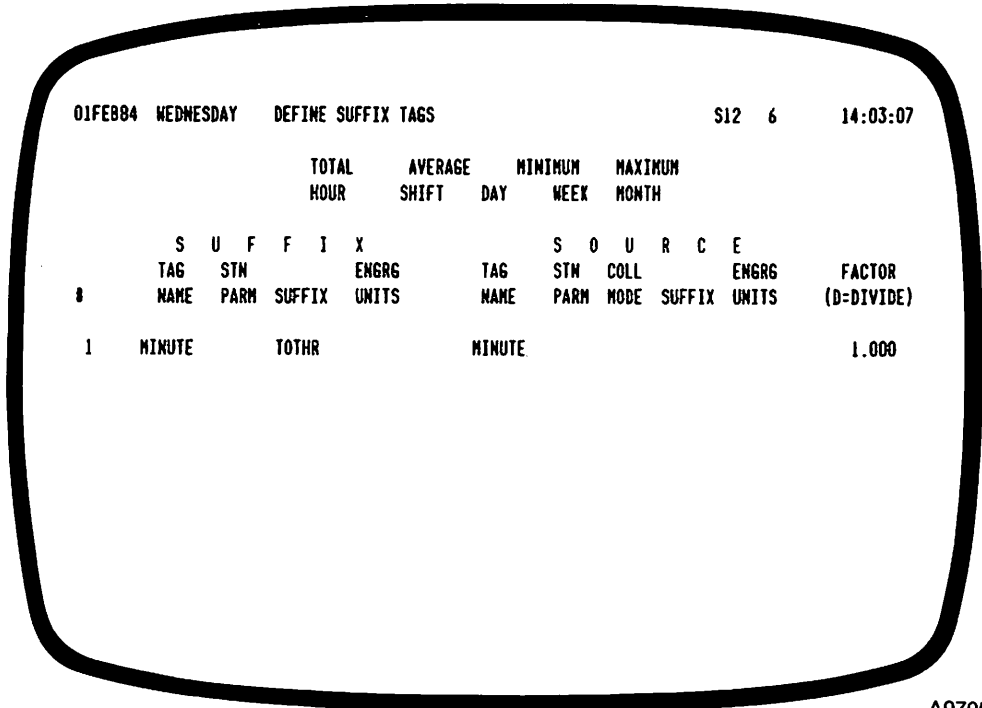 01FEB84 WEDNESDAY DEFINE SUFFIX TAGS S12 6 14:03:07
TOTAL AVERAGE MINIMUM MAXIMUM
HOUR SHIFT DAY WEEK MONTH
S U F F I X S O U R C E
TAG STN ENGRG TAG STN COLL ENGRG FACTOR
# NAME PARM SUFFIX UNITS NAME PARM MODE SUFFIX UNITS (D=DIVIDE)
1 MINUTE TOTHR MINUTE 1.000